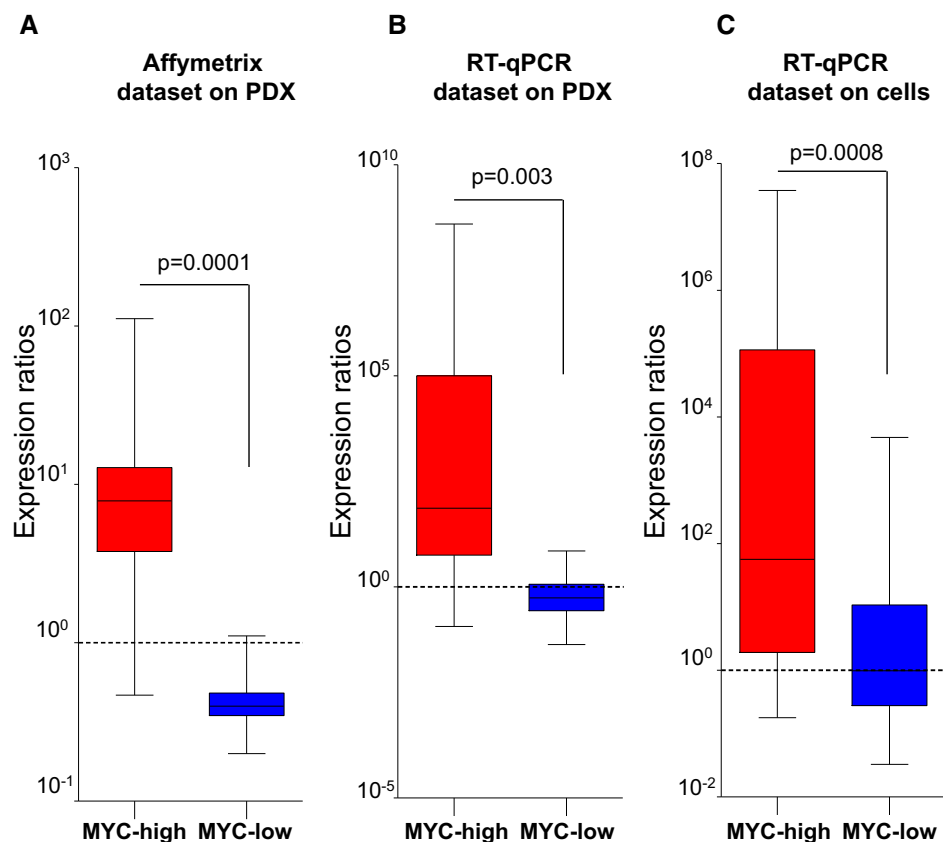 A
Affymetrix
dataset on PDX
Expression ratios
10³
10²
10¹
10⁰
10⁻¹
p=0.0001
MYC-high MYC-low
B
RT-qPCR
dataset on PDX
Expression ratios
10¹⁰
10⁵
10⁰
10⁻⁵
p=0.003
MYC-high MYC-low
C
RT-qPCR
dataset on cells
Expression ratios
10⁸
10⁶
10⁴
10²
10⁰
10⁻²
p=0.0008
MYC-high MYC-low